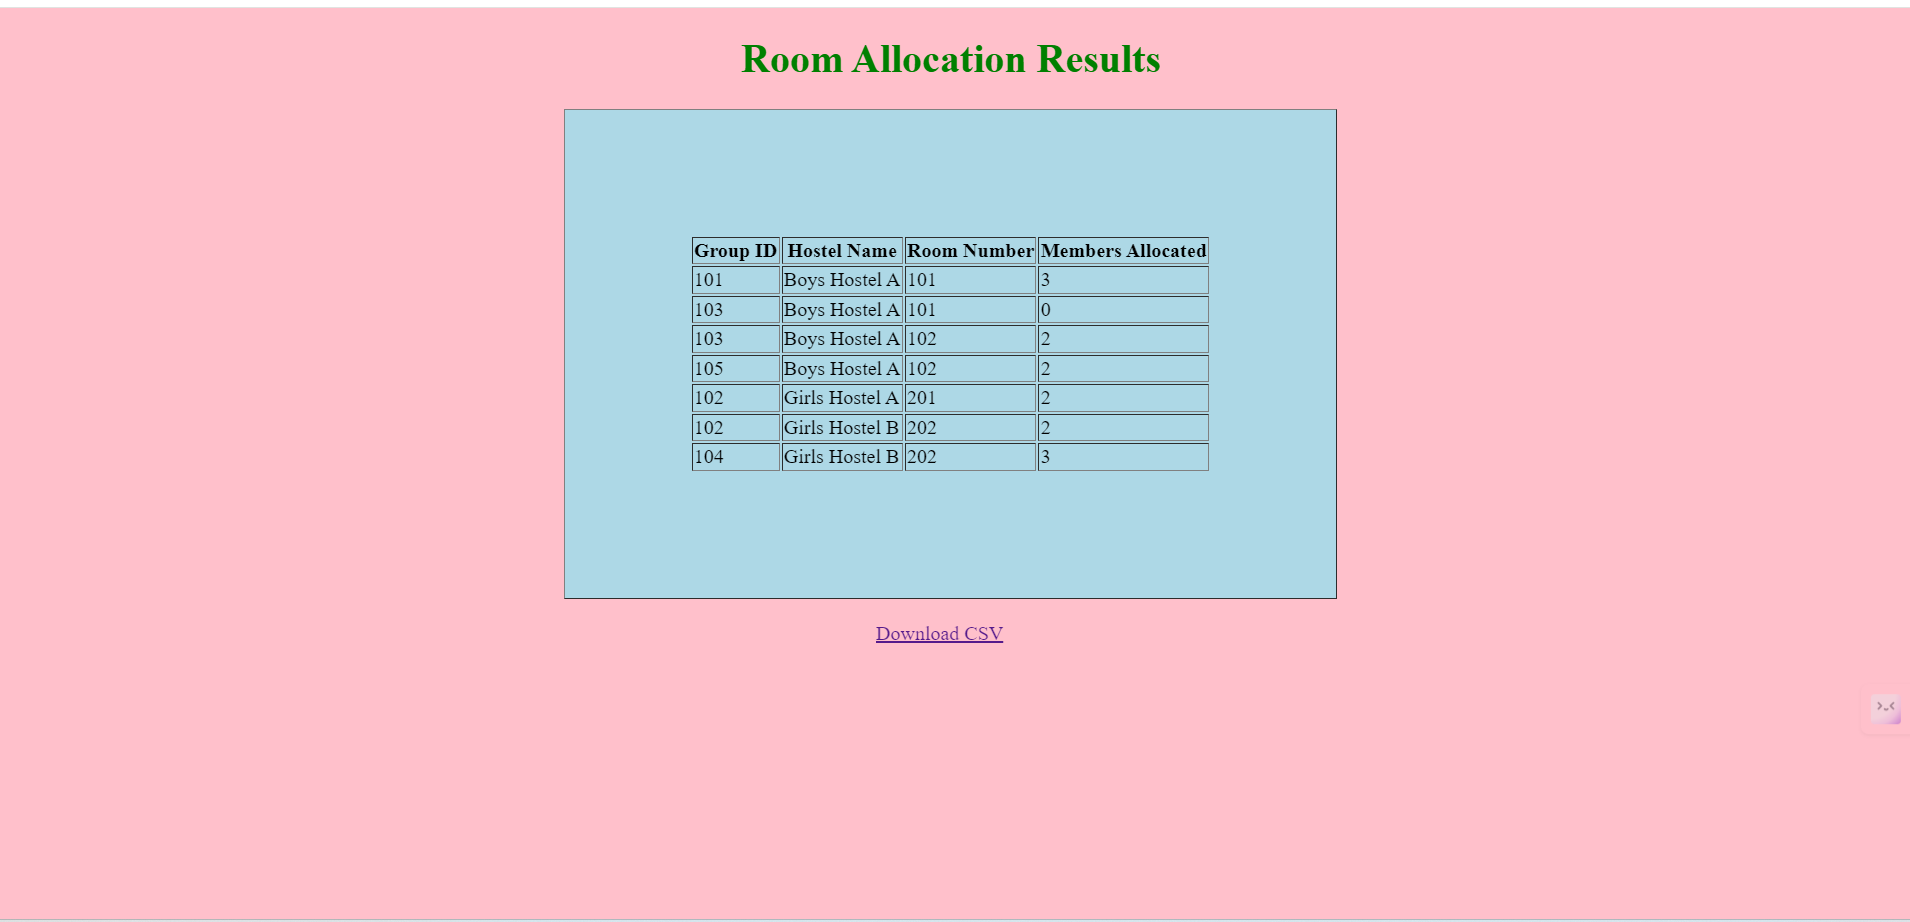 Room Allocation Results
Group ID Hostel Name Room Number Members Allocated
101 Boys Hostel A 101 3
103 Boys Hostel A 101 0
103 Boys Hostel A 102 2
105 Boys Hostel A 102 2
102 Girls Hostel A 201 2
102 Girls Hostel B 202 2
104 Girls Hostel B 202 3
Download CSV